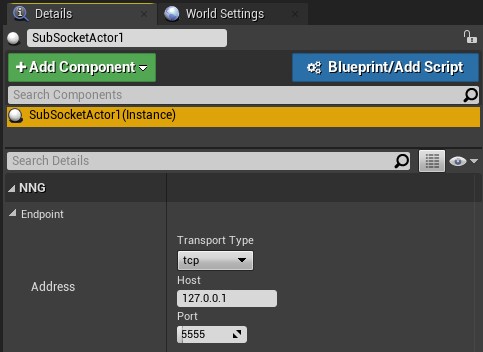 Details
World Settings
SubSocketActor1
+ Add Component
Blueprint/Add Script
Search Components
SubSocketActor1(Instance)
Search Details
NNG
Endpoint
Transport Type
tcp
Address
Host
127.0.0.1
Port
5555